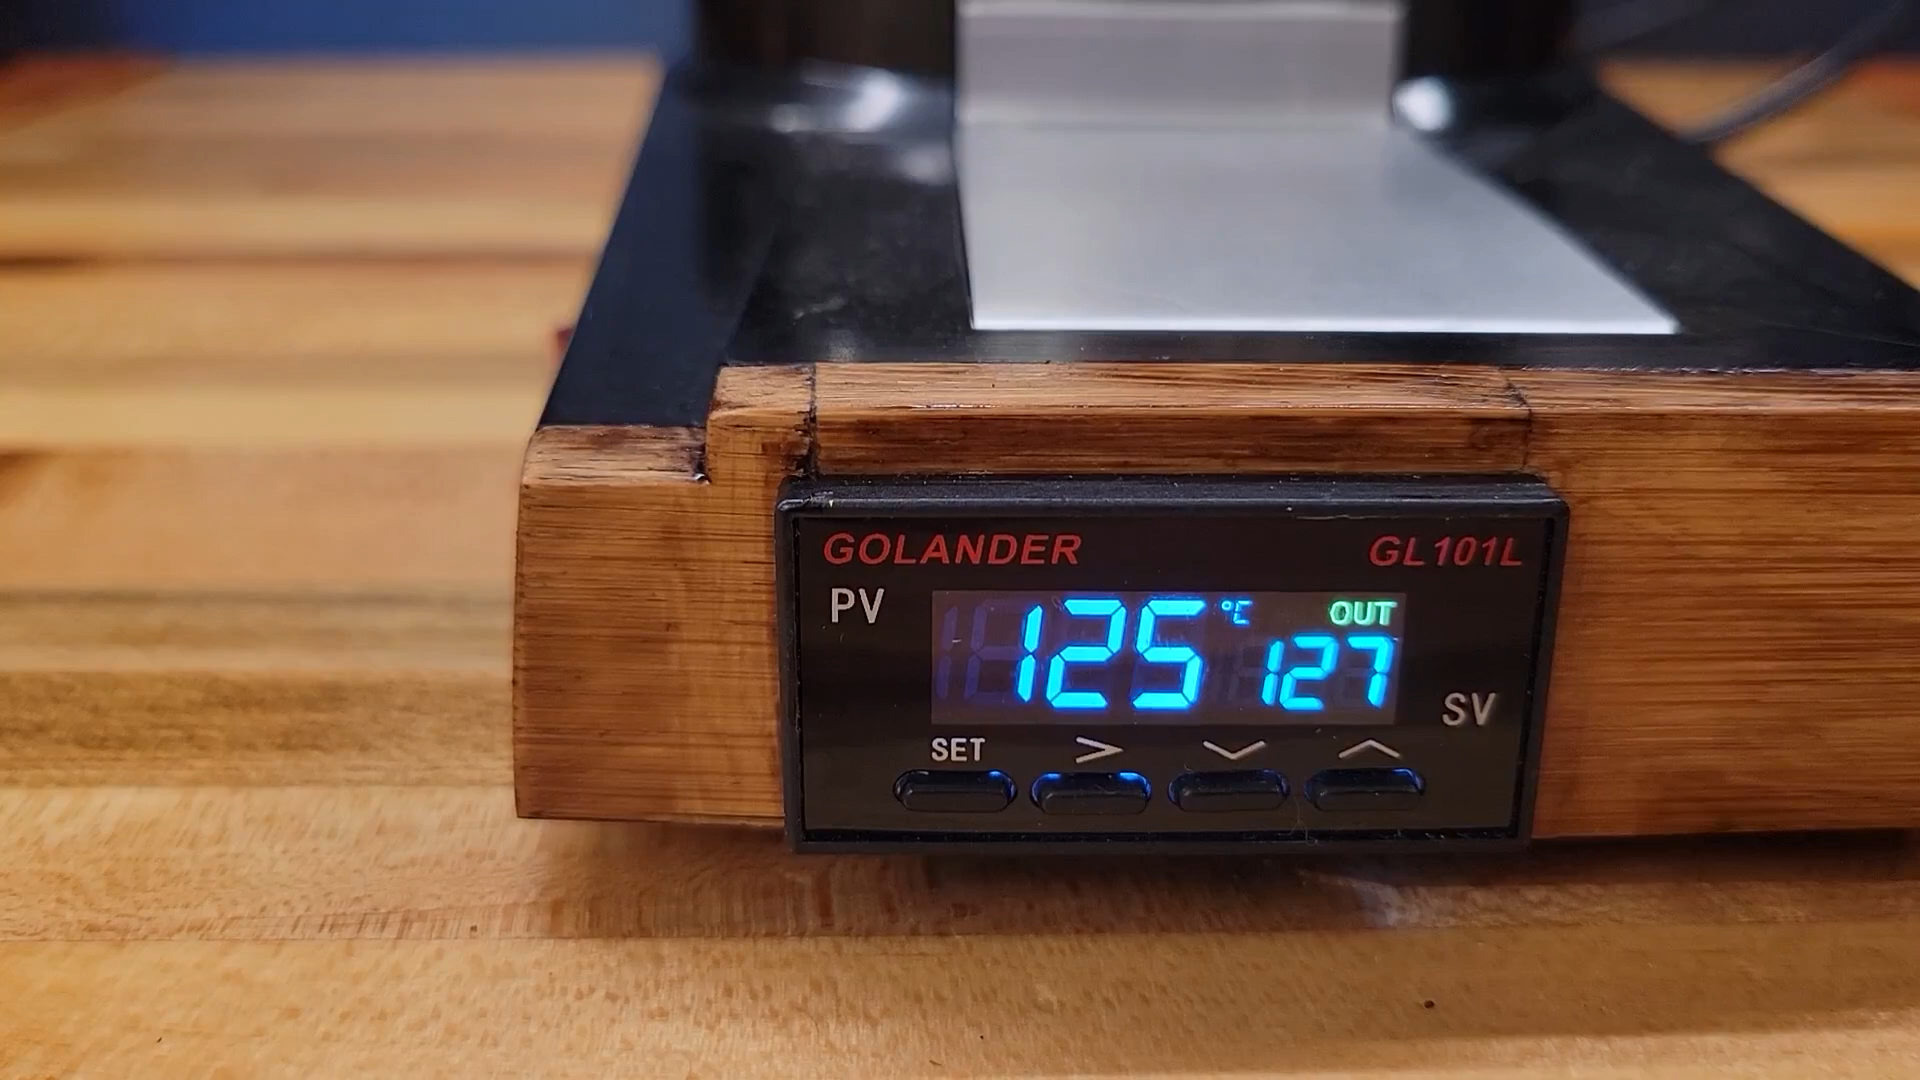 GOLANDER GL101L
PV 125 °C OUT
127 SV
SET > ﹀ ︿